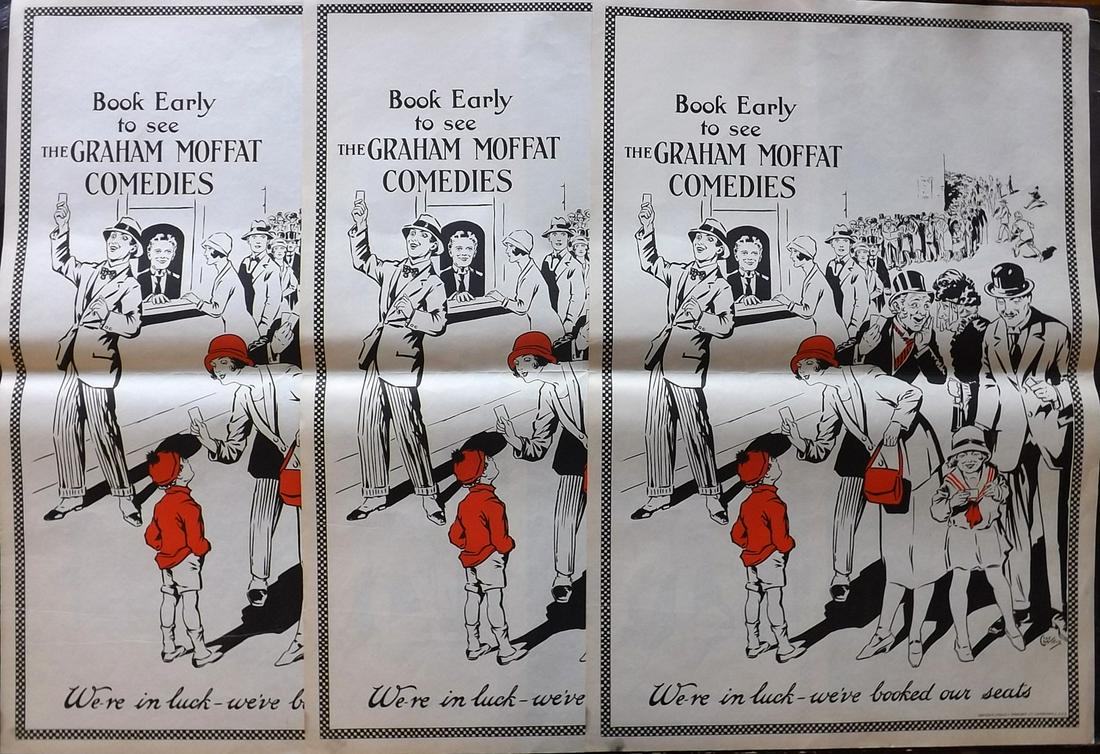 Book Early
to see
THE GRAHAM MOFFAT
COMEDIES
We're in luck - we've b
Book Early
to see
THE GRAHAM MOFFAT
COMEDIES
We're in luck - we've
Book Early
to see
THE GRAHAM MOFFAT
COMEDIES
We're in luck - we've booked our seats